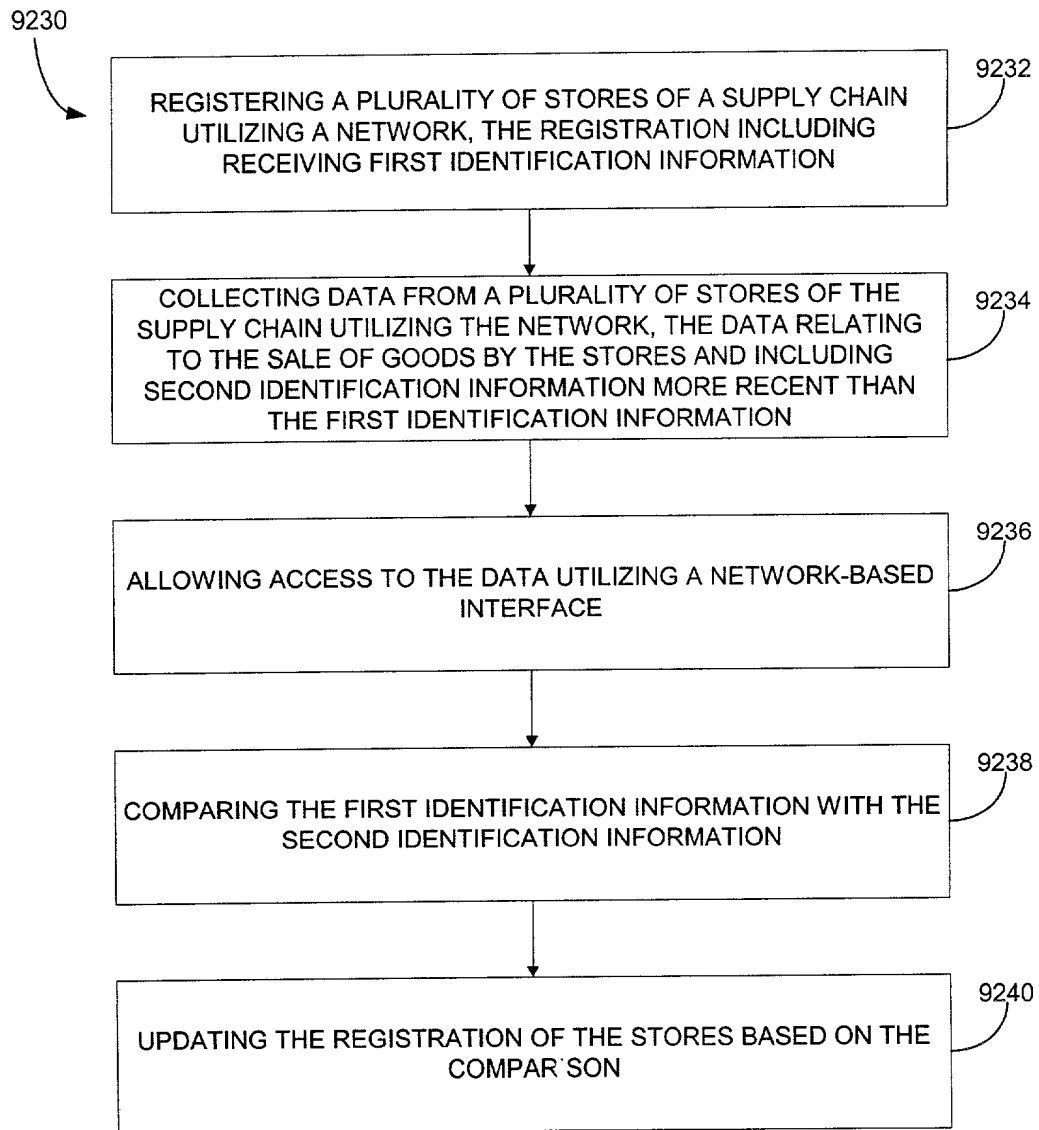 9230
9232
REGISTERING A PLURALITY OF STORES OF A SUPPLY CHAIN
UTILIZING A NETWORK, THE REGISTRATION INCLUDING
RECEIVING FIRST IDENTIFICATION INFORMATION
9234
COLLECTING DATA FROM A PLURALITY OF STORES OF THE
SUPPLY CHAIN UTILIZING THE NETWORK, THE DATA RELATING
TO THE SALE OF GOODS BY THE STORES AND INCLUDING
SECOND IDENTIFICATION INFORMATION MORE RECENT THAN
THE FIRST IDENTIFICATION INFORMATION
9236
ALLOWING ACCESS TO THE DATA UTILIZING A NETWORK-BASED
INTERFACE
9238
COMPARING THE FIRST IDENTIFICATION INFORMATION WITH THE
SECOND IDENTIFICATION INFORMATION
9240
UPDATING THE REGISTRATION OF THE STORES BASED ON THE
COMPAR'SON